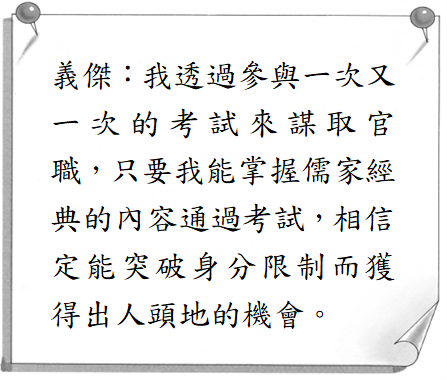 義傑：我透過參與一次又
一次的考試來謀取官
職，只要我能掌握儒家經
典的內容通過考試，相信
定能突破身分限制而獲
得出人頭地的機會。